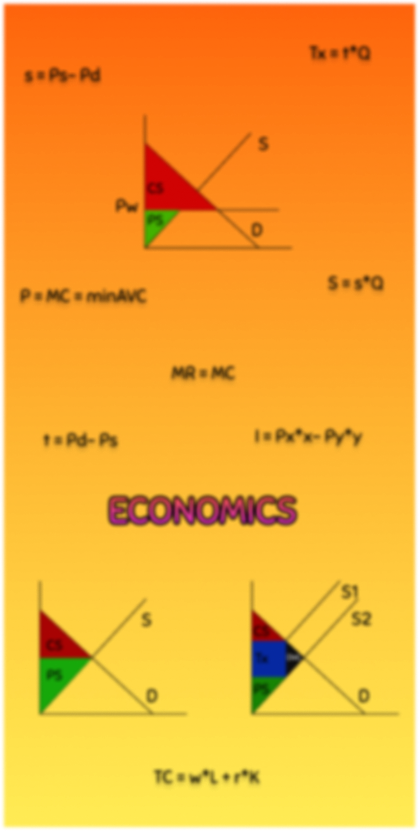 Tx = t*Q
s = Ps- Pd
S
CS
Pw
PS
D
S = s*Q
P = MC = minAVC
MR = MC
t = Pd- Ps
I = Px*x- Py*y
ECONOMICS
S
CS
PS
D
S1
S2
CS
Tx
PS
D
TC = w*L + r*K